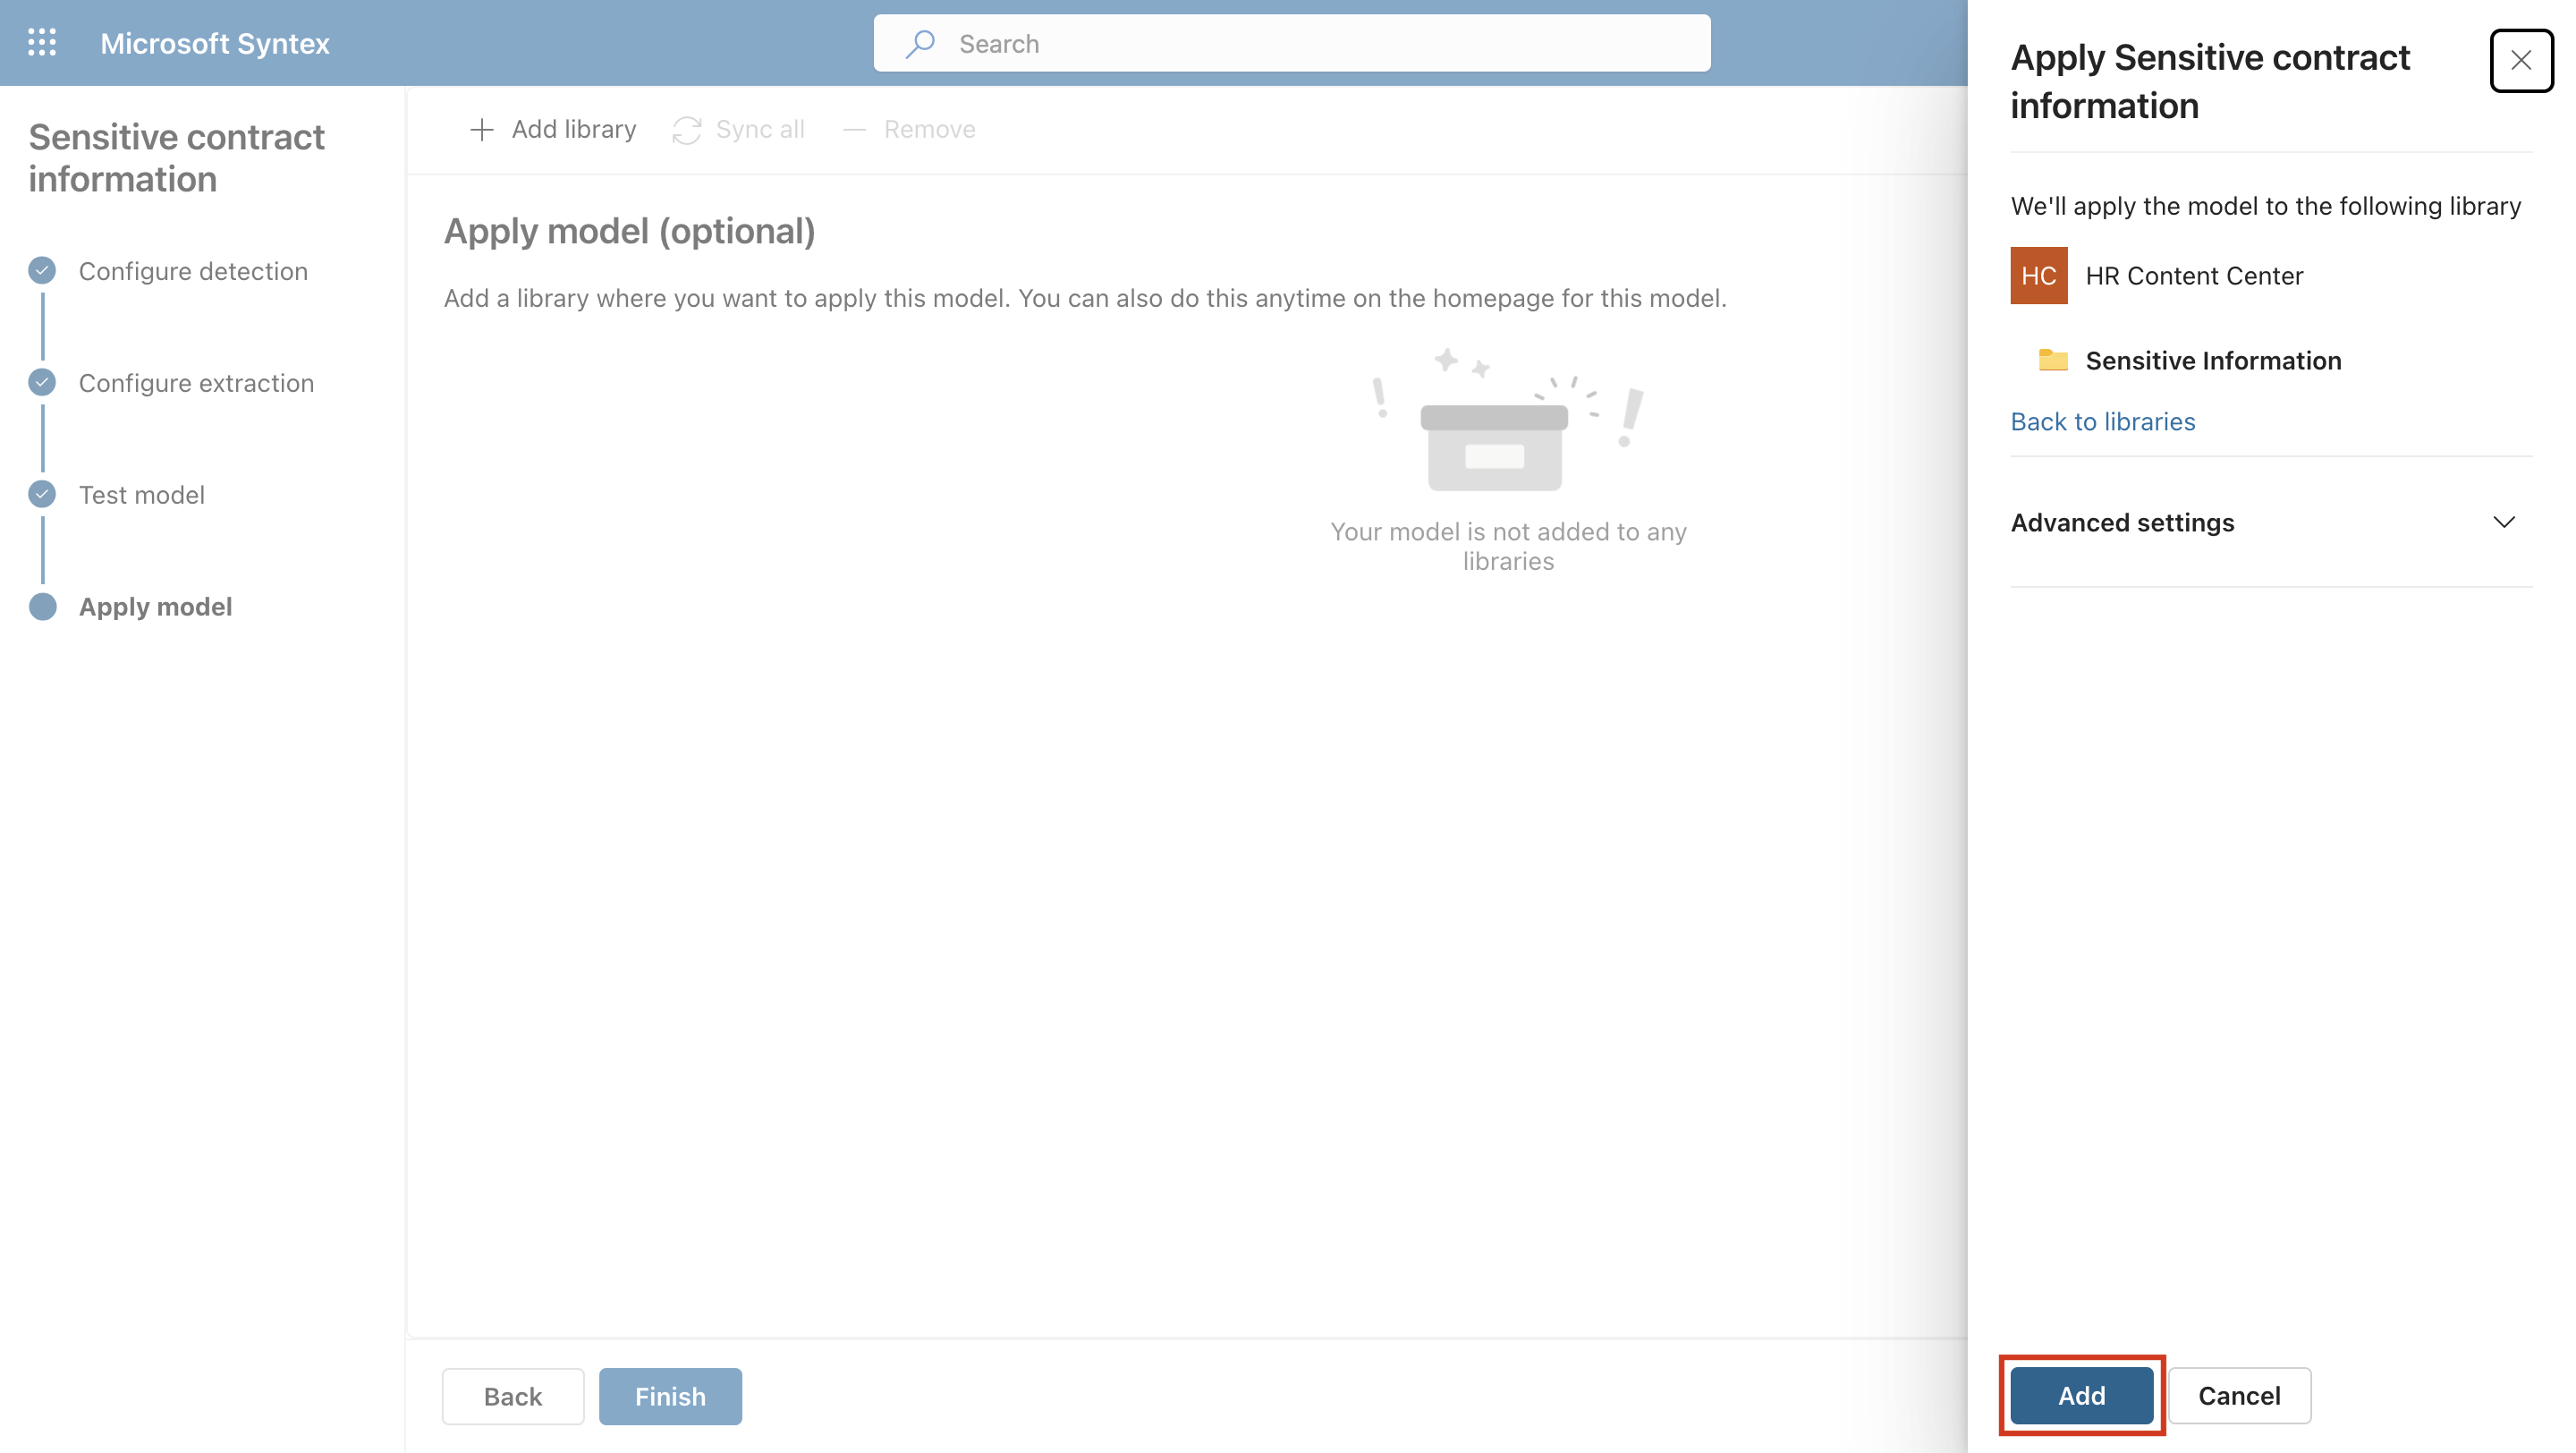 Microsoft Syntex
Search
Sensitive contract
information
Configure detection
Configure extraction
Test model
Apply model
Add library
Sync all
Remove
Apply model (optional)
Add a library where you want to apply this model. You can also do this anytime on the homepage for this model.
Your model is not added to any
libraries
Back
Finish
Apply Sensitive contract
information
We'll apply the model to the following library
HC
HR Content Center
Sensitive Information
Back to libraries
Advanced settings
Add
Cancel